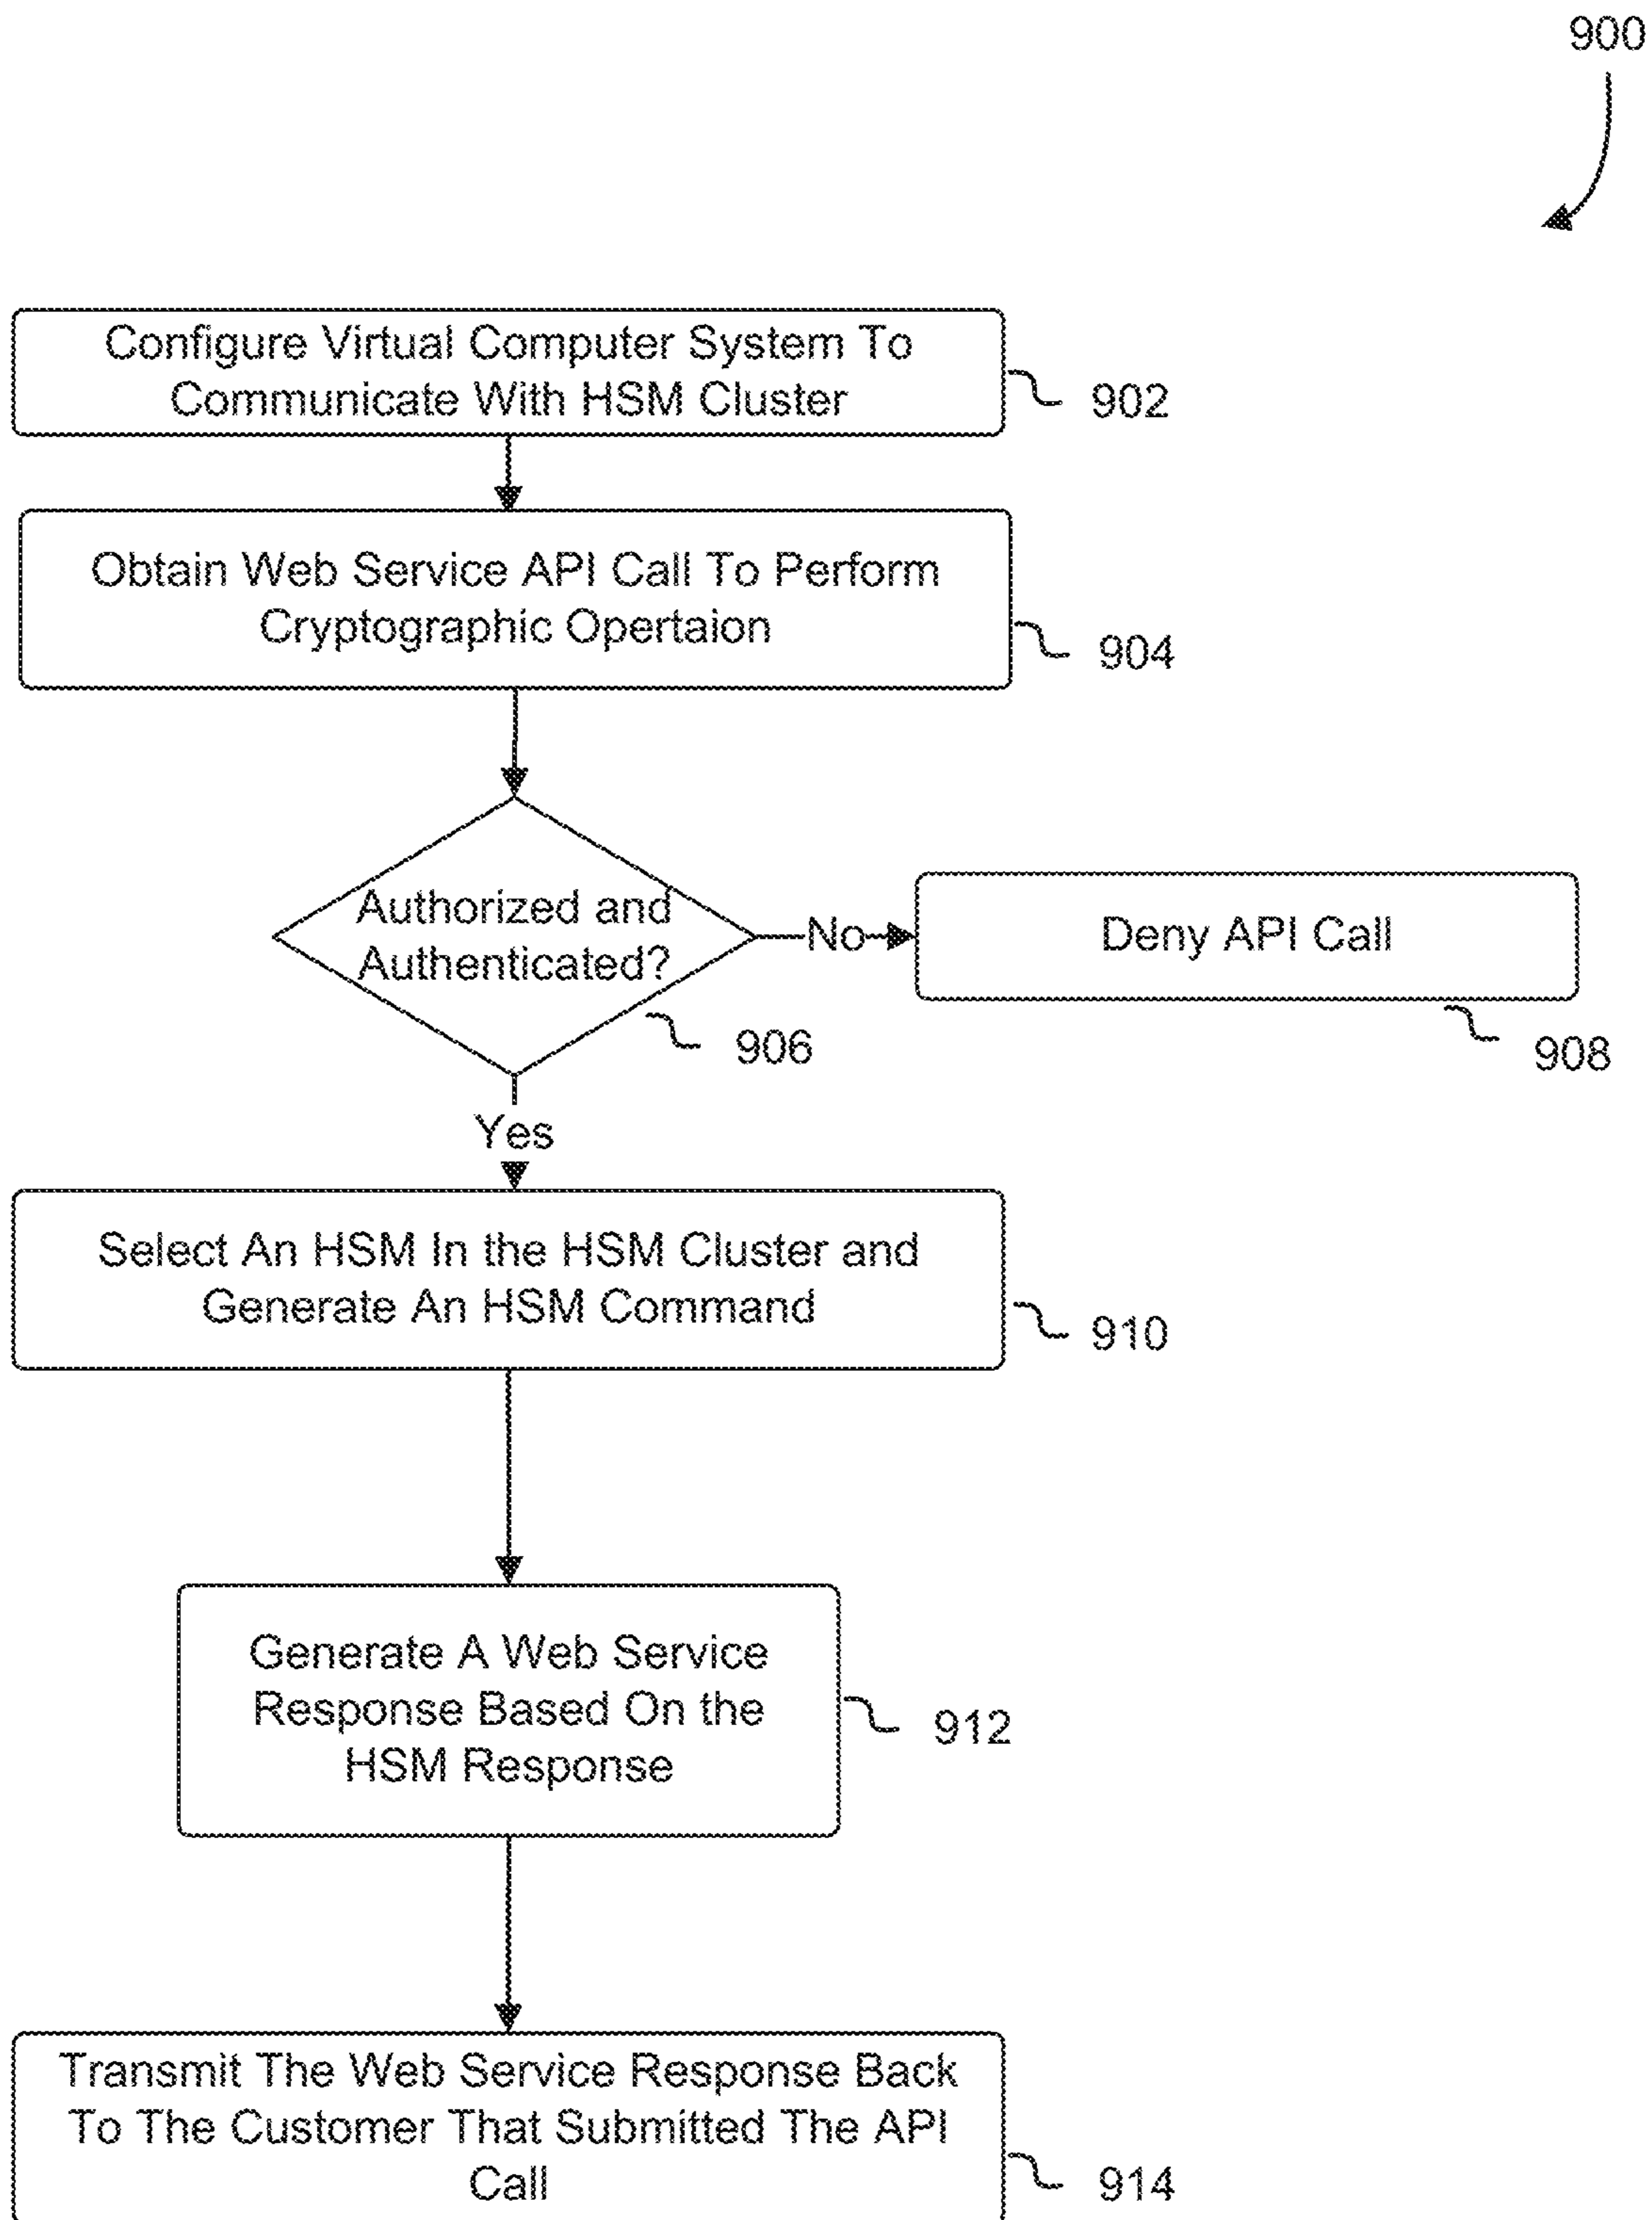 900
Configure Virtual Computer System To
Communicate With HSM Cluster
902
Obtain Web Service API Call To Perform
Cryptographic Opertaion
904
Authorized and
Authenticated?
906
No
Deny API Call
908
Yes
Select An HSM In the HSM Cluster and
Generate An HSM Command
910
Generate A Web Service
Response Based On the
HSM Response
912
Transmit The Web Service Response Back
To The Customer That Submitted The API
Call
914